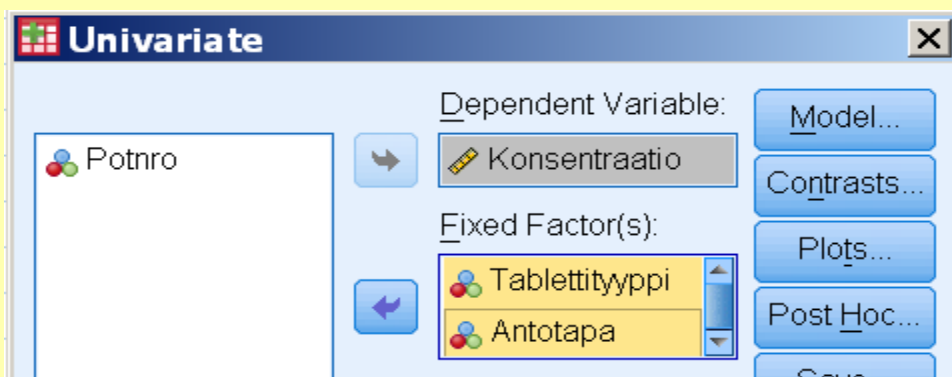 Univariate
Potnro
Dependent Variable:
Konsentraatio
Fixed Factor(s):
Tablettityyppi
Antotapa
Model...
Contrasts...
Plots...
Post Hoc...